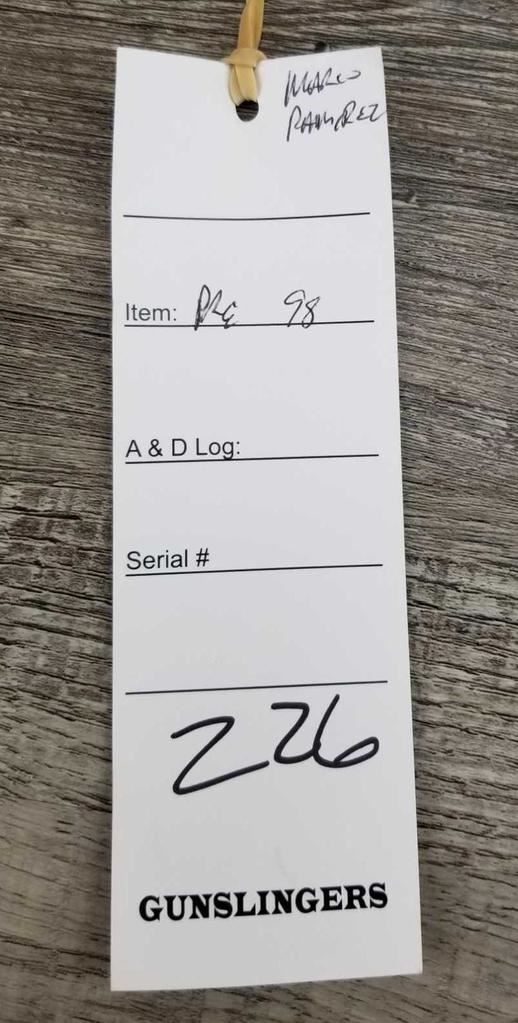 MARCO
RAMIREZ
Item: PRE 98
A & D Log:
Serial #
226
GUNSLINGERS